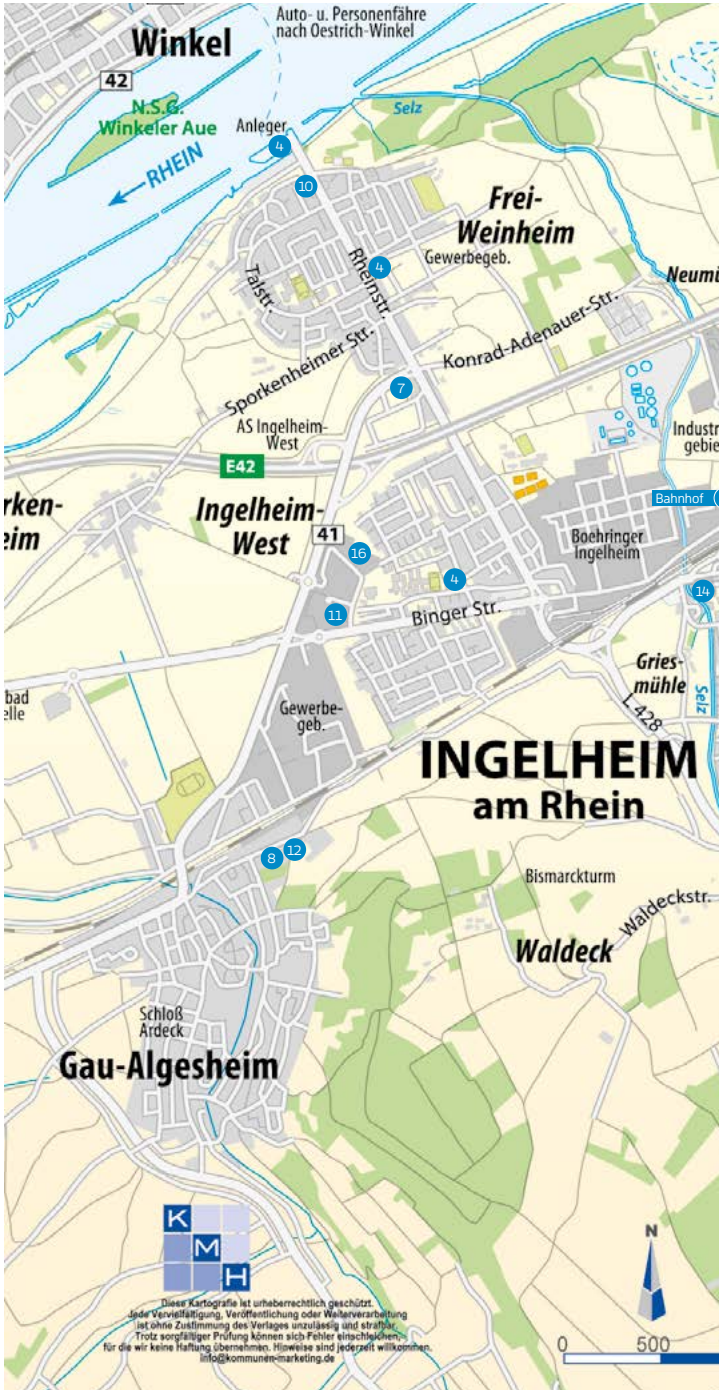 Auto- u. Personenfähre
nach Oestrich-Winkel
Winkel
42
N.S.G.
Winkeler Aue
Anleger
Selz
4
RHEIN
10
Frei-
Weinheim
Gewerbegeb.
Rheinstr.
4
Talstr.
Konrad-Adenauer-Str.
Sporkenheimer Str.
7
AS Ingelheim-
West
E42
Industr
gebie
rken-
eim
Ingelheim-
West
41
Bahnhof
Boehringer
Ingelheim
16
4
14
11
Binger Str.
Gries-
mühle
Selz
L 428
bad
elle
Gewerbe-
geb.
INGELHEIM
am Rhein
8
12
Bismarckturm
Waldeckstr.
Waldeck
Schloß
Ardeck
Gau-Algesheim
K
M
H
N
Diese Kartografie ist urheberrechtlich geschützt.
Jede Vervielfältigung, Veröffentlichung oder Weiterverarbeitung
ist ohne Zustimmung des Verlages unzulässig und strafbar.
Trotz sorgfältiger Prüfung können sich Fehler einschleichen,
für die wir keine Haftung übernehmen. Hinweise sind jederzeit willkommen.
info@kommunen-marketing.de
0 500